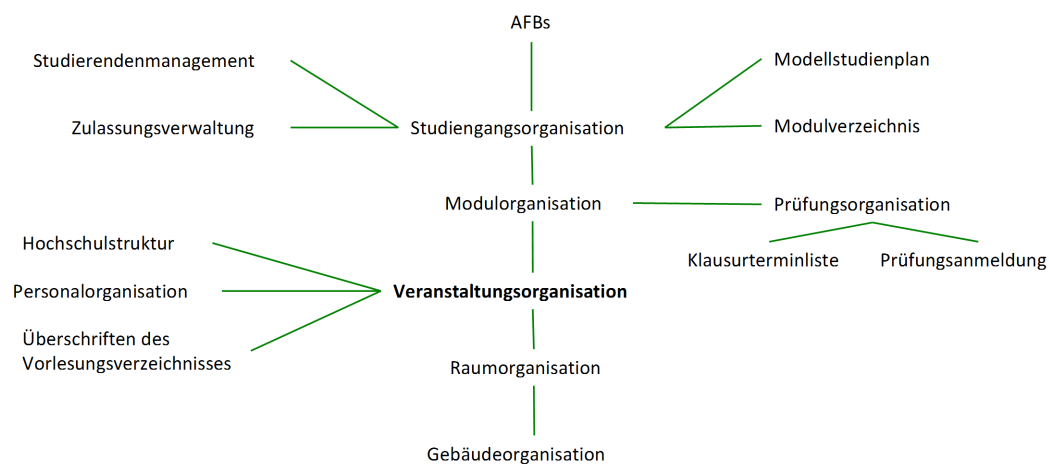 AFBs
Studierendenmanagement
Modellstudienplan
Zulassungsverwaltung
Studiengangsorganisation
Modulverzeichnis
Modulorganisation
Prüfungsorganisation
Hochschulstruktur
Klausurterminliste
Prüfungsanmeldung
Personalorganisation
Veranstaltungsorganisation
Überschriften des
Vorlesungsverzeichnisses
Raumorganisation
Gebäudeorganisation